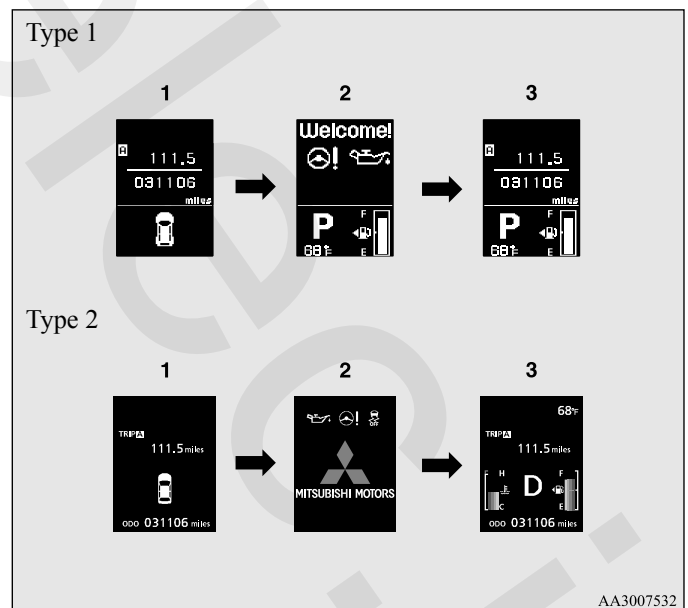 Type 1
1 2 3
A 111.5
031106
miles
Welcome!
P
68°F
F
E
A 111.5
031106
miles
P
68°F
F
E
Type 2
1 2 3
TRIP A
111.5 miles
ODO 031106 miles
OFF
MITSUBISHI MOTORS
68°F
TRIP A
111.5 miles
H
C
D
F
E
ODO 031106 miles
AA3007532